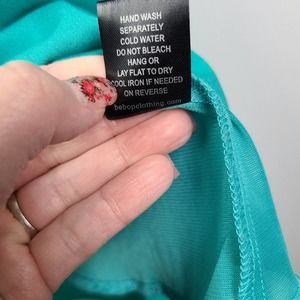 HAND WASH
SEPARATELY
COLD WATER
DO NOT BLEACH
HANG OR
LAY FLAT TO DRY
COOL IRON IF NEEDED
ON REVERSE
bebopclothing.com